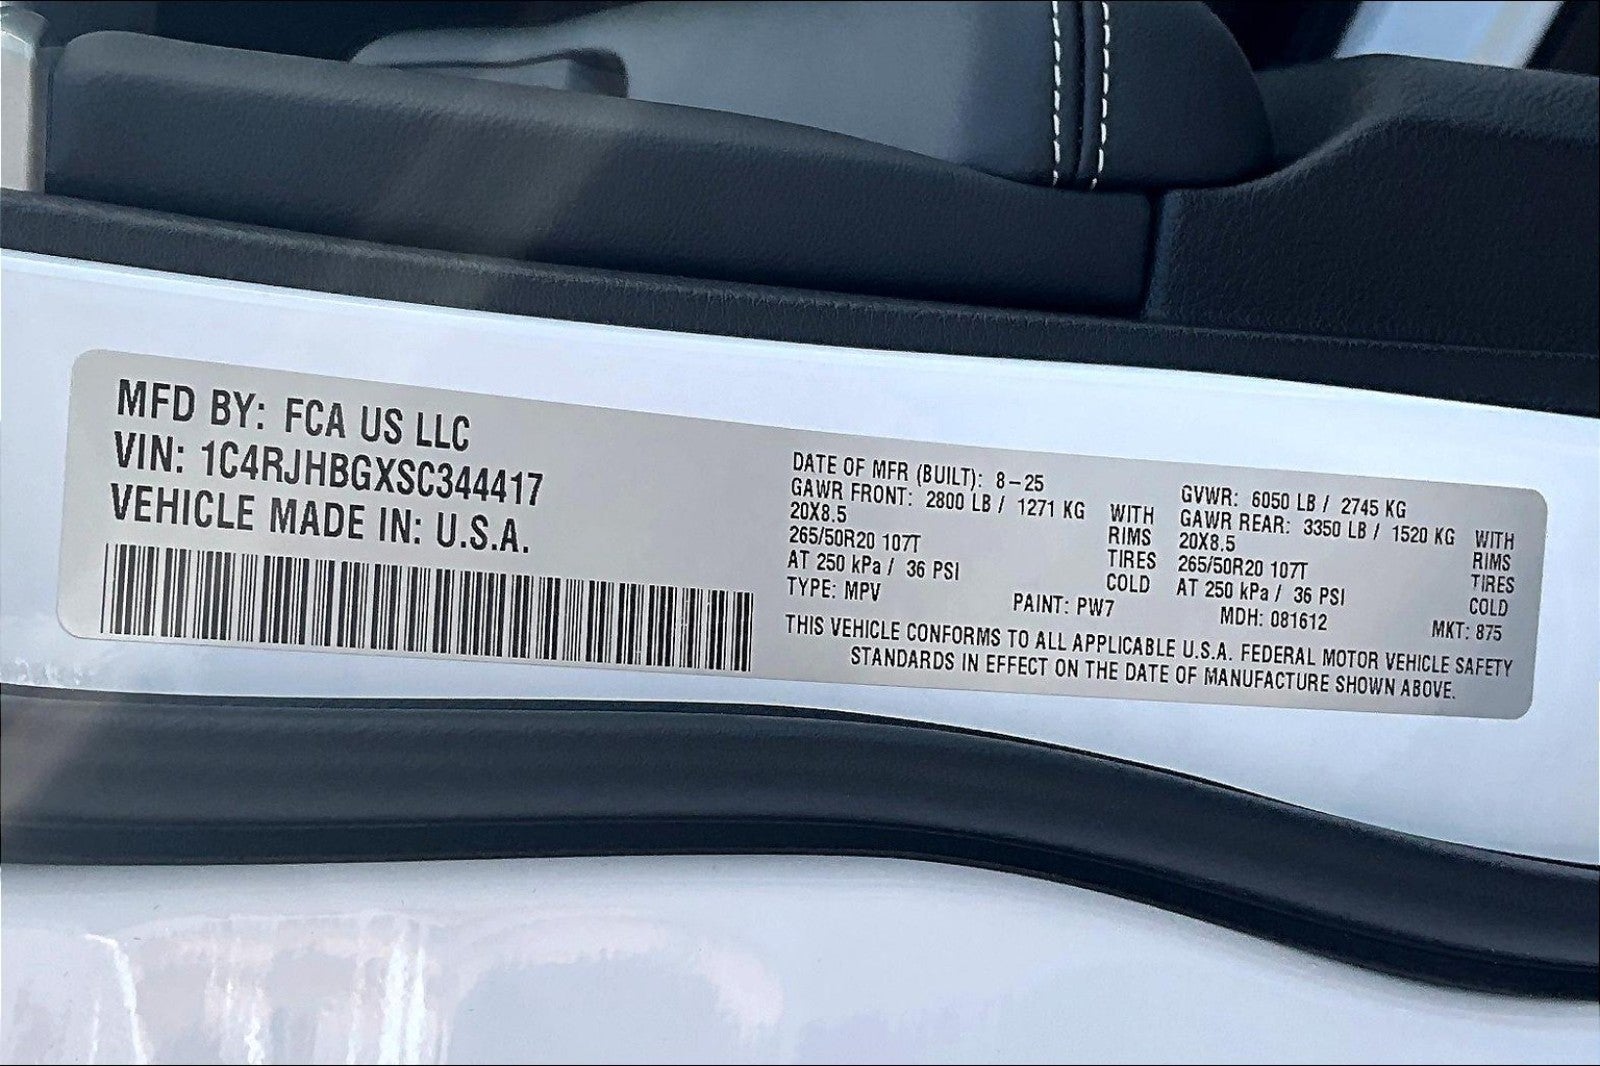 MFD BY: FCA US LLC
VIN: 1C4RJHBGXSC344417
VEHICLE MADE IN: U.S.A.
DATE OF MFR (BUILT): 8-25
GAWR FRONT: 2800 LB / 1271 KG WITH
20X8.5 RIMS
265/50R20 107T TIRES
AT 250 kPa / 36 PSI COLD
TYPE: MPV PAINT: PW7
GVWR: 6050 LB / 2745 KG
GAWR REAR: 3350 LB / 1520 KG WITH
20X8.5 RIMS
265/50R20 107T TIRES
AT 250 kPa / 36 PSI COLD
MDH: 081612 MKT: 875
THIS VEHICLE CONFORMS TO ALL APPLICABLE U.S.A. FEDERAL MOTOR VEHICLE SAFETY
STANDARDS IN EFFECT ON THE DATE OF MANUFACTURE SHOWN ABOVE.